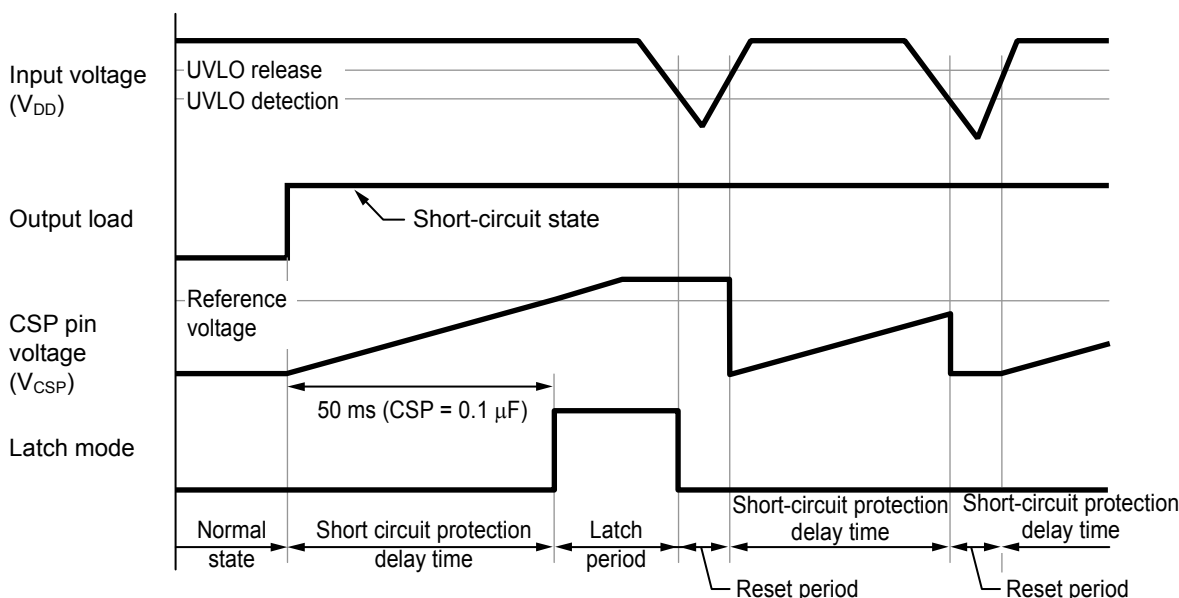 Input voltage
(VDD)
UVLO release
UVLO detection
Output load
Short-circuit state
CSP pin
voltage
(VCSP)
Reference
voltage
50 ms (CSP = 0.1 μF)
Latch mode
Normal
state
Short circuit protection
delay time
Latch
period
Reset period
Short-circuit protection
delay time
Reset period
Short-circuit protection
delay time